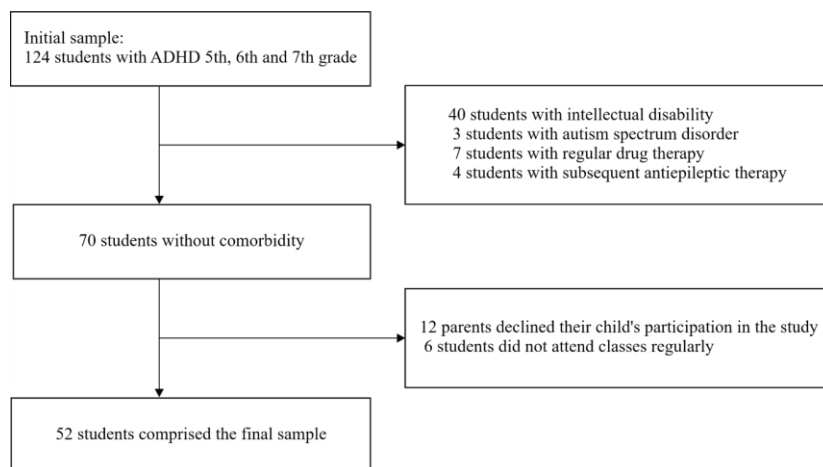 Initial sample:
124 students with ADHD 5th, 6th and 7th grade
40 students with intellectual disability
3 students with autism spectrum disorder
7 students with regular drug therapy
4 students with subsequent antiepileptic therapy
70 students without comorbidity
12 parents declined their child's participation in the study
6 students did not attend classes regularly
52 students comprised the final sample